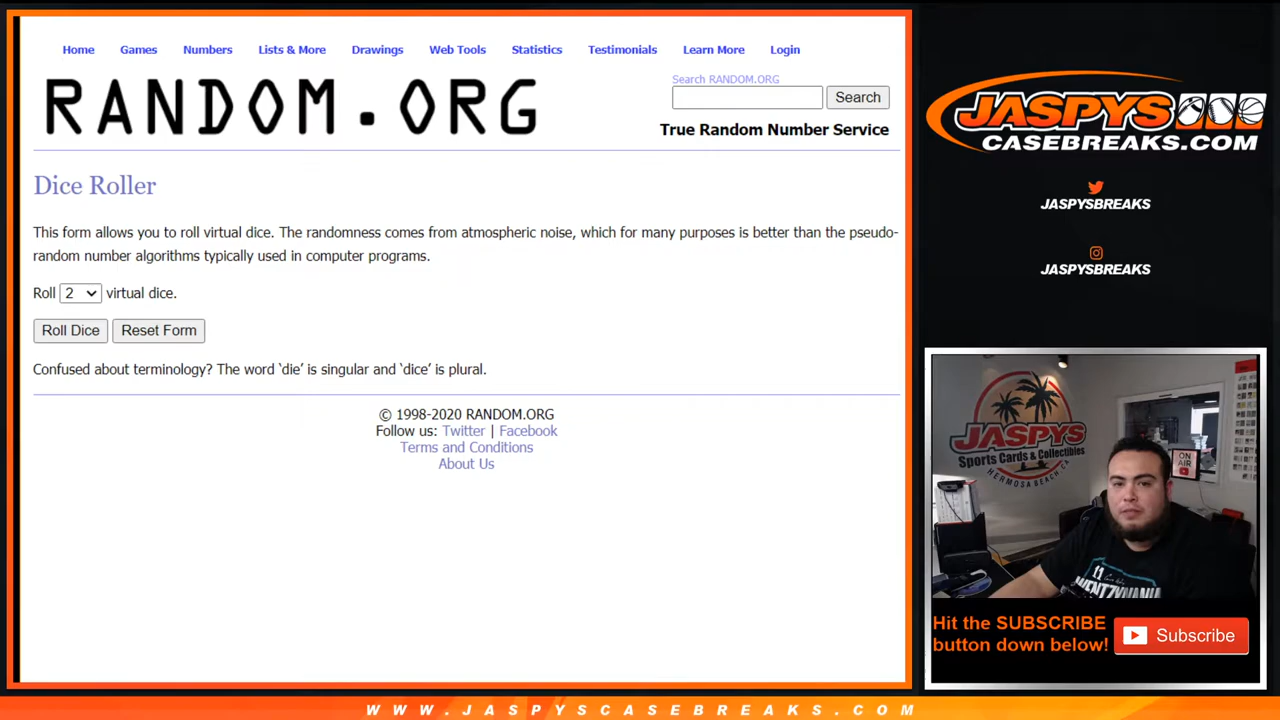 Home Games Numbers Lists & More Drawings Web Tools Statistics Testimonials Learn More Login
RANDOM.ORG
Search RANDOM.ORG
Search
True Random Number Service
Dice Roller
This form allows you to roll virtual dice. The randomness comes from atmospheric noise, which for many purposes is better than the pseudo-
random number algorithms typically used in computer programs.
Roll 2 virtual dice.
Roll Dice Reset Form
Confused about terminology? The word ‘die’ is singular and ‘dice’ is plural.
© 1998-2020 RANDOM.ORG
Follow us: Twitter | Facebook
Terms and Conditions
About Us
JASPYS
CASEBREAKS.COM
JASPYSBREAKS
JASPYSBREAKS
JASPYS
Sports Cards & Collectibles
HERMOSA BEACH, CA
ON
AIR
11
WENTZYLVANIA
Hit the SUBSCRIBE
button down below!
Subscribe
WWW.JASPYSCASEBREAKS.COM